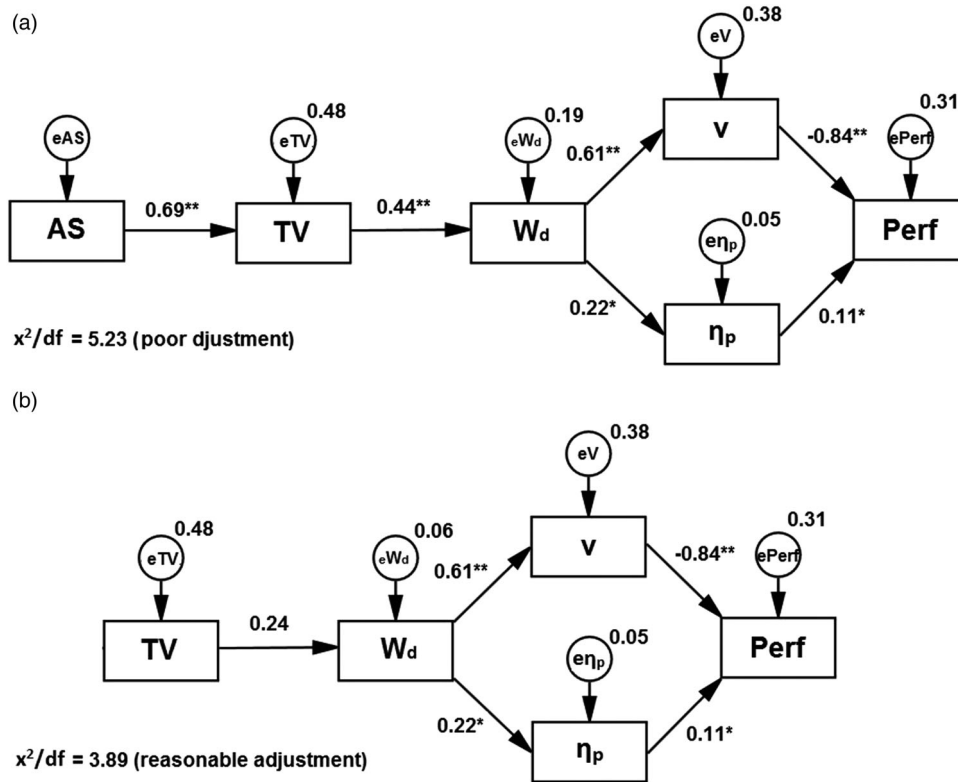 (a)
eV 0.38
eAS
eTV 0.48
eWd 0.19
ePerf 0.31
v
0.61**
-0.84**
AS
0.69**
TV
0.44**
Wd
Perf
eηp 0.05
0.22*
0.11*
ηp
x²/df = 5.23 (poor djustment)
(b)
eV 0.38
eTV 0.48
eWd 0.06
ePerf 0.31
v
0.61**
-0.84**
TV
0.24
Wd
Perf
eηp 0.05
0.22*
0.11*
ηp
x²/df = 3.89 (reasonable adjustment)